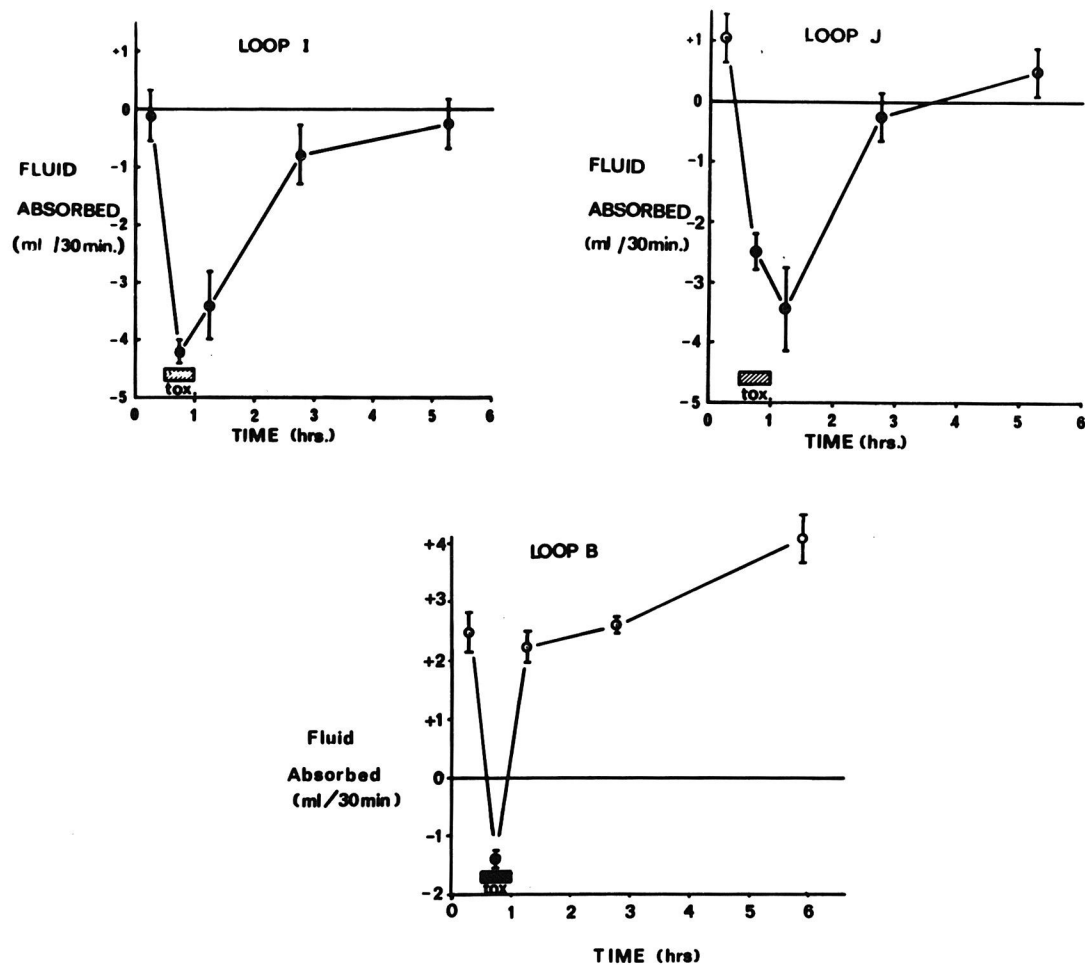 LOOP I
+1
0
-1
-2
-3
-4
-5
FLUID
ABSORBED
(ml /30min.)
tox.
0 1 2 3 4 5 6
TIME (hrs.)
LOOP J
+1
0
-1
-2
-3
-4
-5
FLUID
ABSORBED
(ml /30min.)
tox.
0 1 2 3 4 5 6
TIME (hrs.)
LOOP B
+4
+3
+2
+1
0
-1
-2
Fluid
Absorbed
(ml/30min)
tox
0 1 2 3 4 5 6
TIME (hrs)